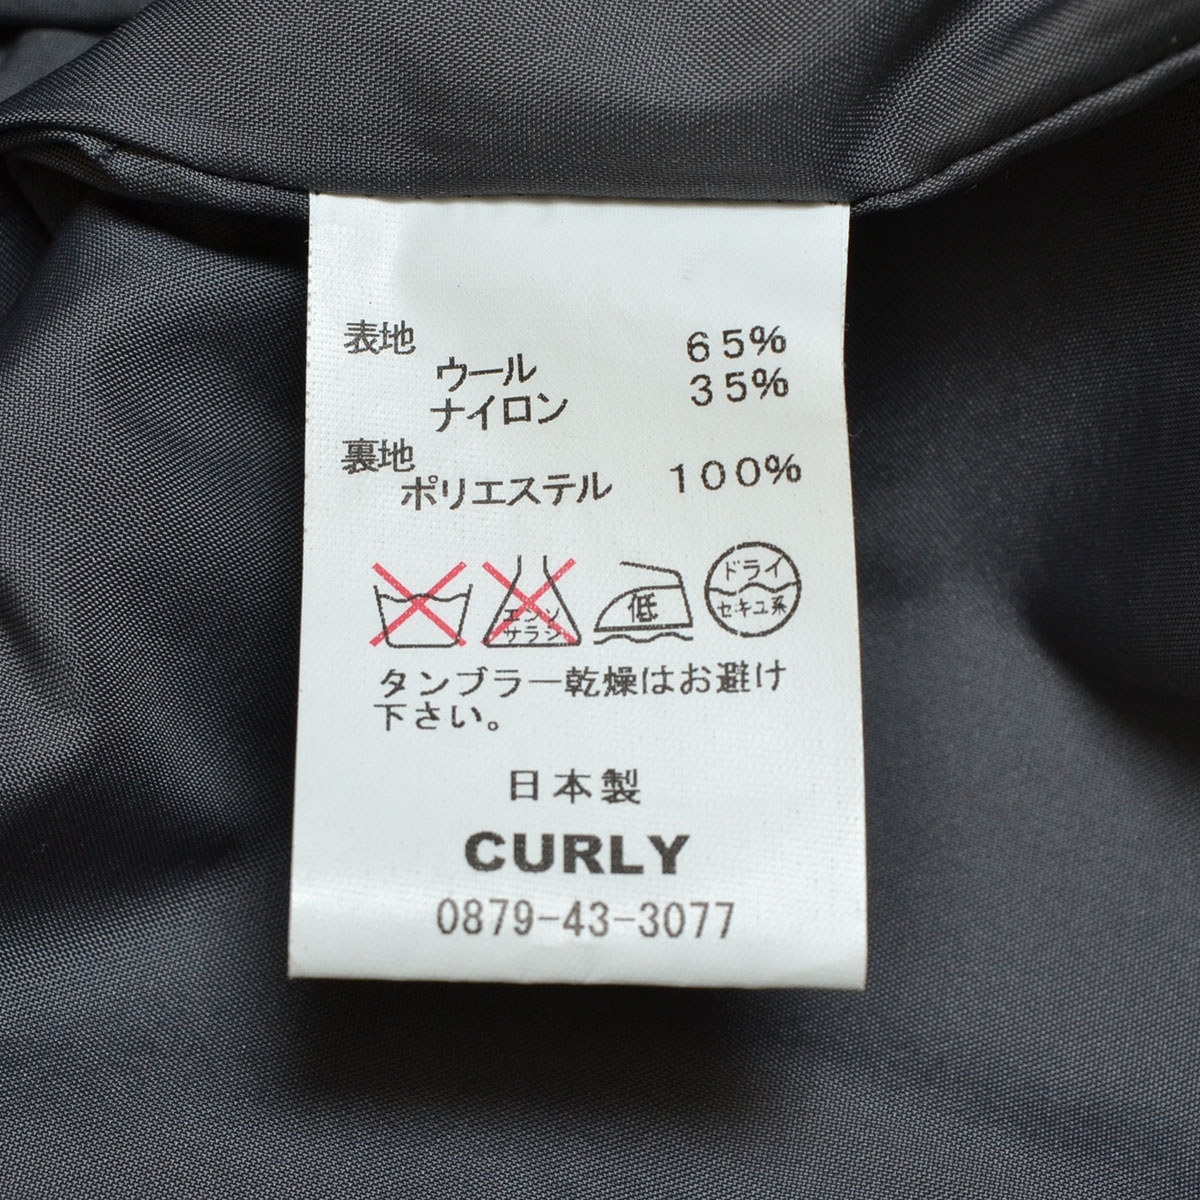 表地
ウール 65%
ナイロン 35%
裏地
ポリエステル 100%
エンソ
サラシ
低
ドライ
セキユ系
タンブラー乾燥はお避け
下さい。
日本製
CURLY
0879-43-3077